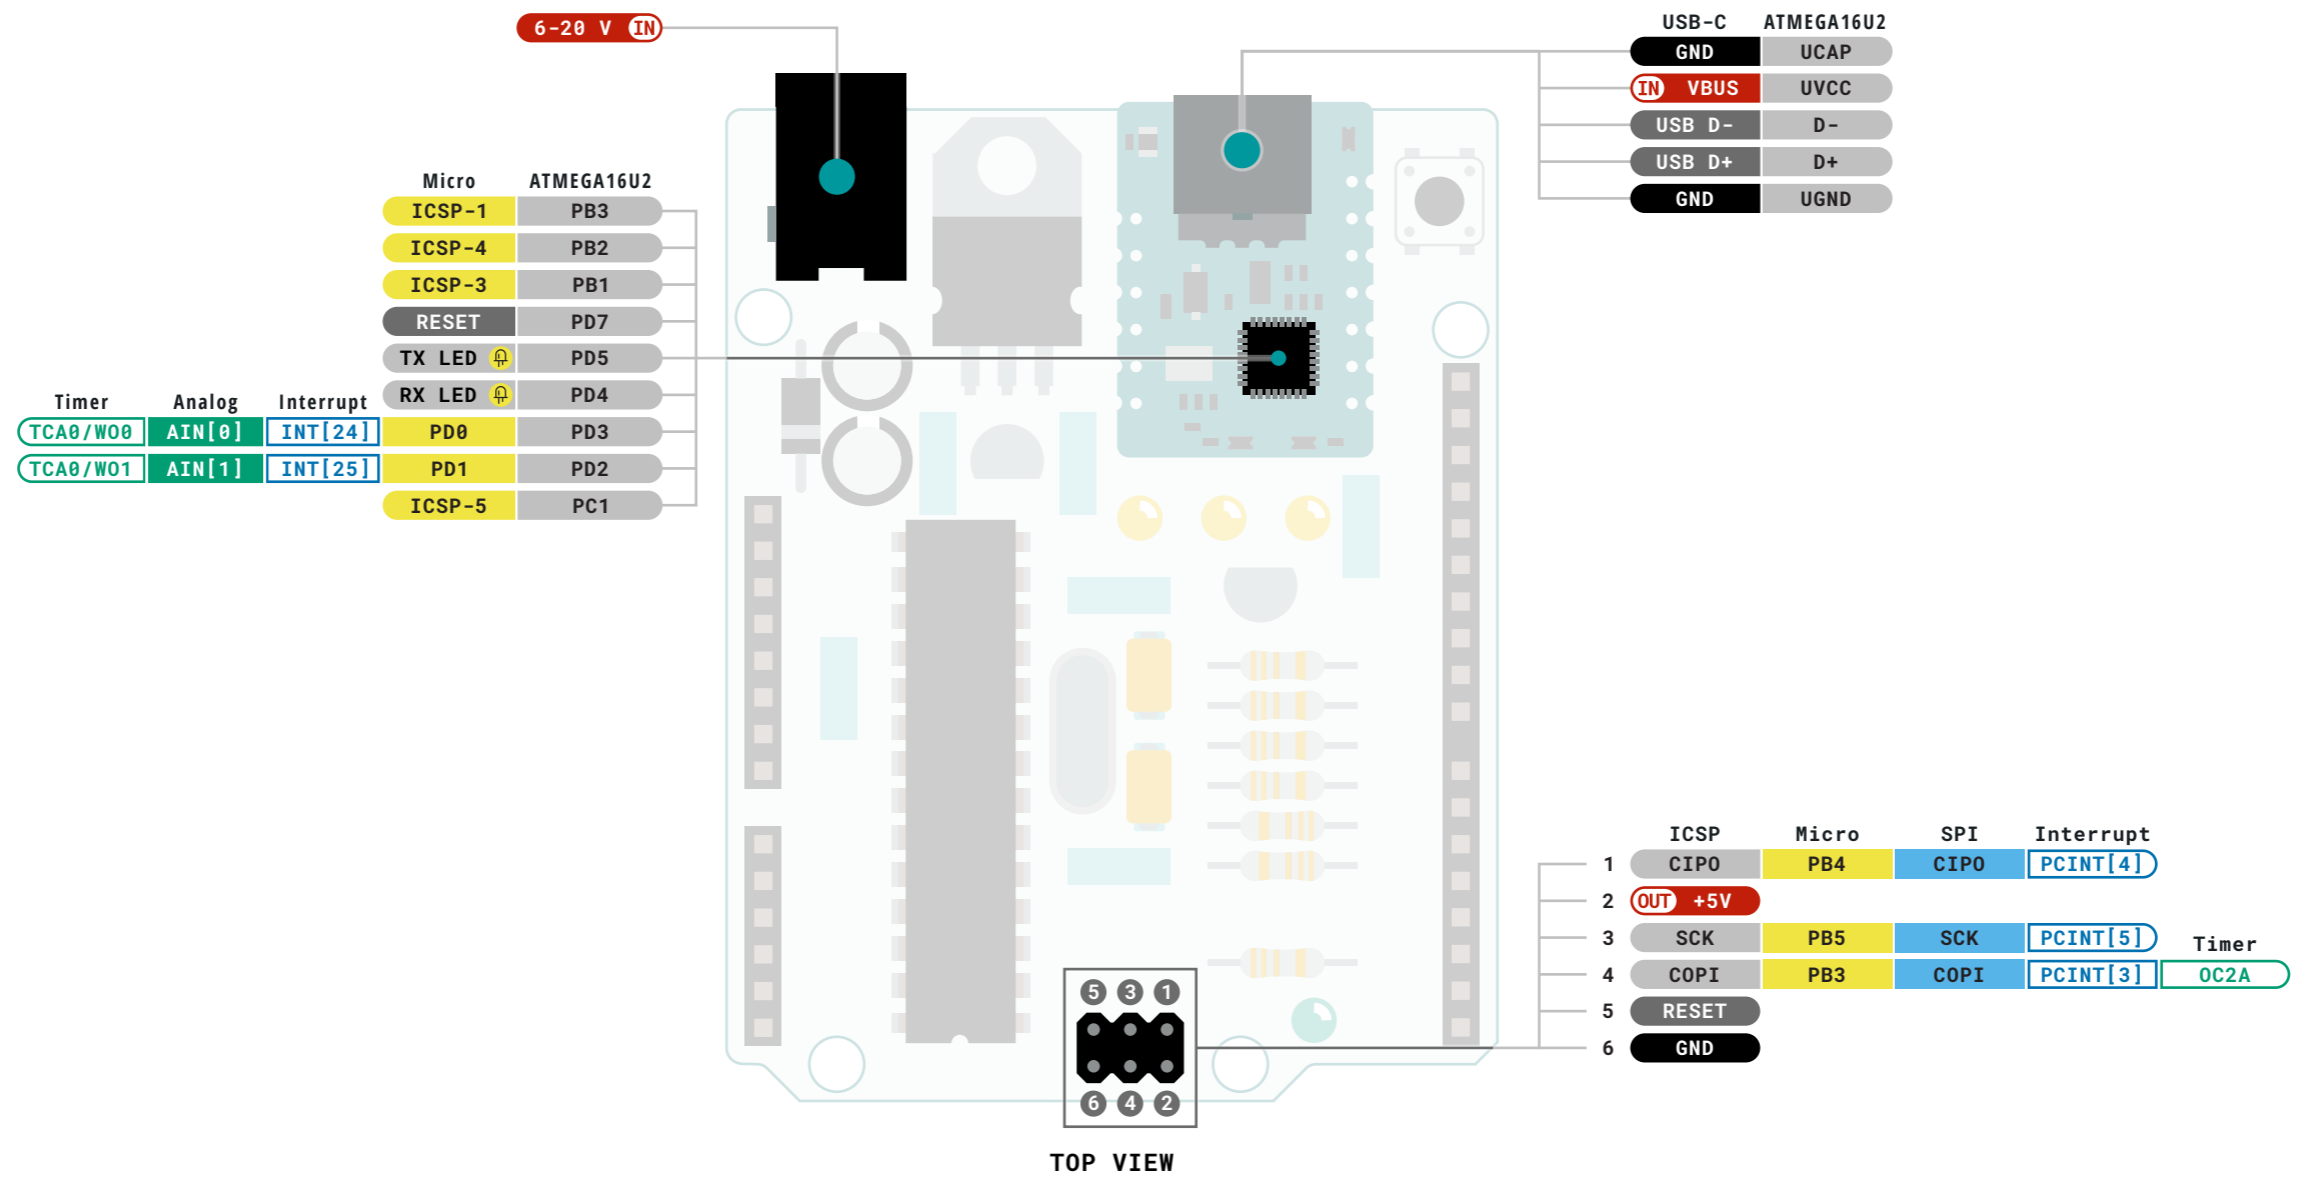 6-20 V IN
USB-C ATMEGA16U2
GND UCAP
IN VBUS UVCC
USB D- D-
USB D+ D+
GND UGND
Micro ATMEGA16U2
ICSP-1 PB3
ICSP-4 PB2
ICSP-3 PB1
RESET PD7
TX LED PD5
RX LED PD4
Timer Analog Interrupt
TCA0/WO0 AIN[0] INT[24] PD0 PD3
TCA0/WO1 AIN[1] INT[25] PD1 PD2
ICSP-5 PC1
ICSP Micro SPI Interrupt
1 CIPO PB4 CIPO PCINT[4]
2 OUT +5V
3 SCK PB5 SCK PCINT[5]
Timer
4 COPI PB3 COPI PCINT[3] OC2A
5 RESET
6 GND
5 3 1
6 4 2
TOP VIEW